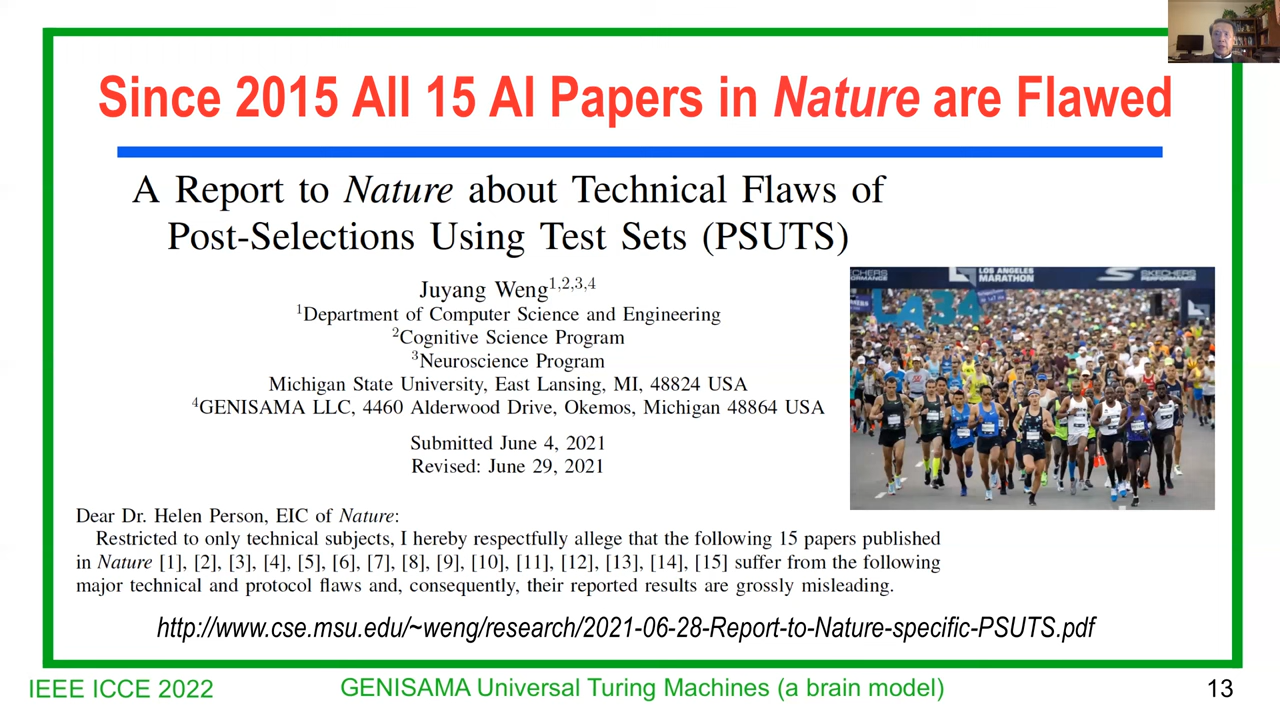 Since 2015 All 15 AI Papers in Nature are Flawed
A Report to Nature about Technical Flaws of
Post-Selections Using Test Sets (PSUTS)
Juyang Weng1,2,3,4
1Department of Computer Science and Engineering
2Cognitive Science Program
3Neuroscience Program
Michigan State University, East Lansing, MI, 48824 USA
4GENISAMA LLC, 4460 Alderwood Drive, Okemos, Michigan 48864 USA
Submitted June 4, 2021
Revised: June 29, 2021
SKECHERS
PERFORMANCE
LOS ANGELES
MARATHON
SKECHERS
PERFORMANCE
LA34
Dear Dr. Helen Person, EIC of Nature:
Restricted to only technical subjects, I hereby respectfully allege that the following 15 papers published
in Nature [1], [2], [3], [4], [5], [6], [7], [8], [9], [10], [11], [12], [13], [14], [15] suffer from the following
major technical and protocol flaws and, consequently, their reported results are grossly misleading.
http://www.cse.msu.edu/~weng/research/2021-06-28-Report-to-Nature-specific-PSUTS.pdf
IEEE ICCE 2022
GENISAMA Universal Turing Machines (a brain model)
13